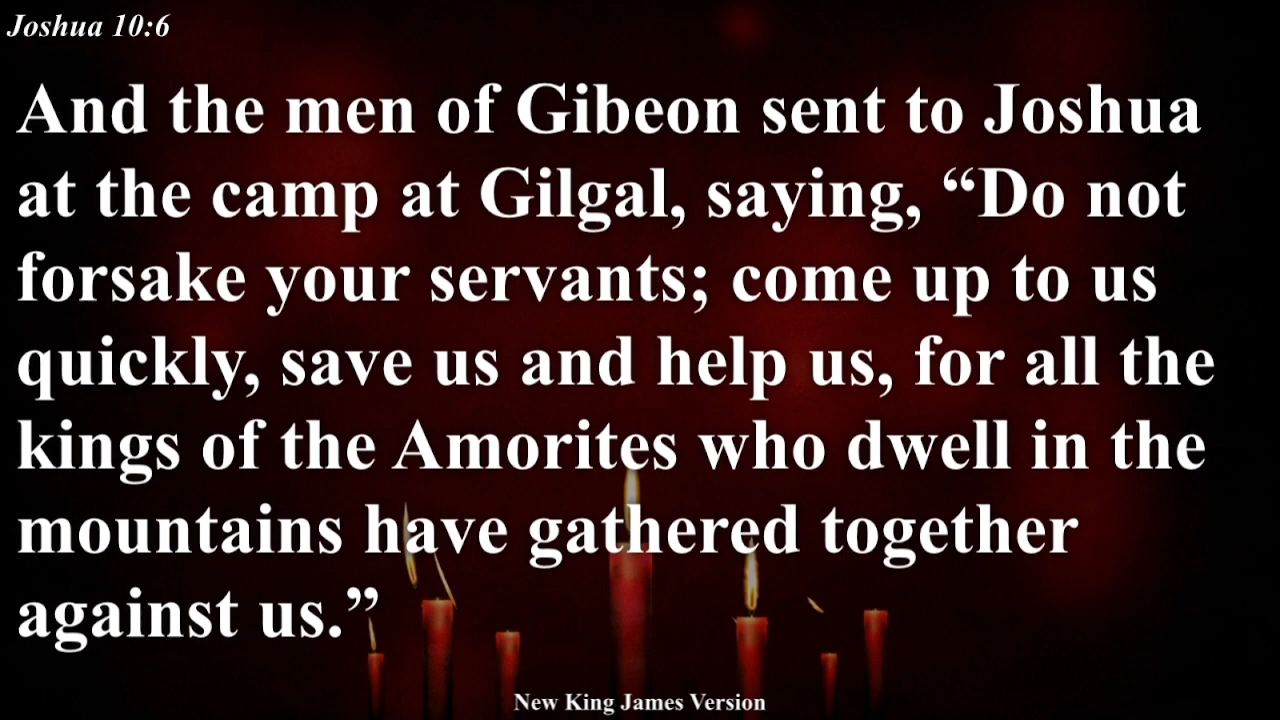 Joshua 10:6
And the men of Gibeon sent to Joshua
at the camp at Gilgal, saying, “Do not
forsake your servants; come up to us
quickly, save us and help us, for all the
kings of the Amorites who dwell in the
mountains have gathered together
against us.”
New King James Version